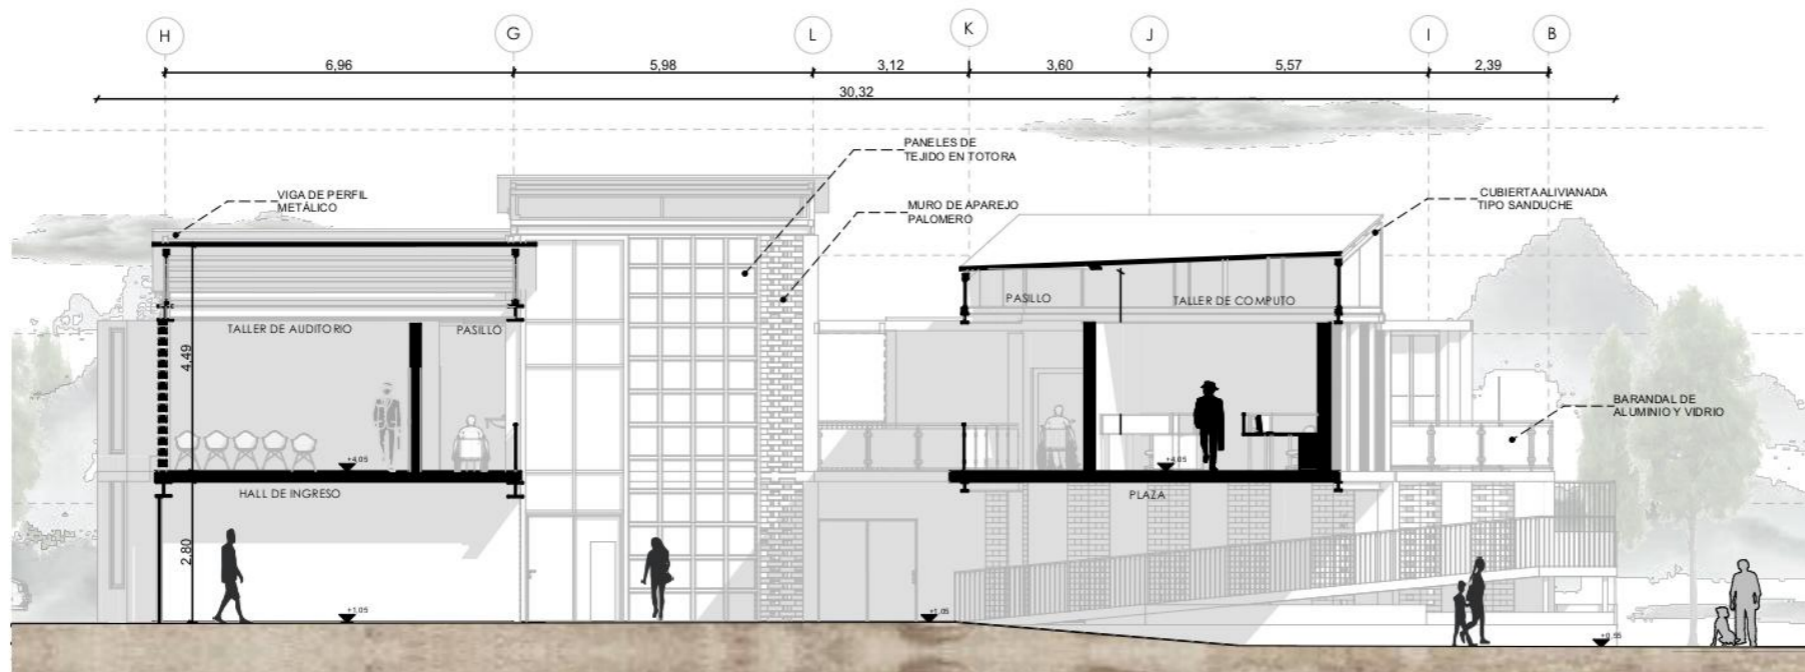 H
G
L
K
J
I
B
6,96
5,98
3,12
3,60
5,57
2,39
30,32
PANELES DE
TEJIDO EN TOTORA
VIGA DE PERFIL
METÁLICO
MURO DE APAREJO
PALOMERO
CUBIERTA ALIVIANADA
TIPO SANDUCHE
PASILLO
TALLER DE COMPUTO
TALLER DE AUDITORIO
PASILLO
4,49
BARANDAL DE
ALUMINIO Y VIDRIO
+4,05
+4,05
HALL DE INGRESO
PLAZA
2,80
+1,05
+1,05
+0,55